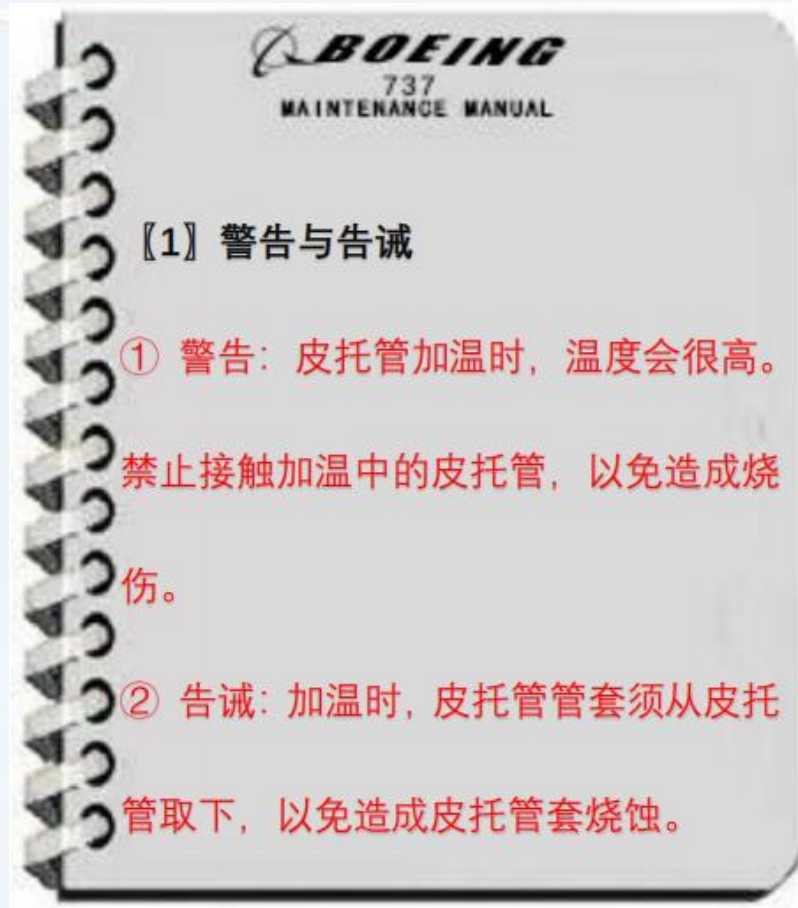 BOEING
737
MAINTENANCE MANUAL
〖1〗警告与告诫
① 警告：皮托管加温时，温度会很高。
禁止接触加温中的皮托管，以免造成烧
伤。
② 告诫：加温时，皮托管管套须从皮托
管取下，以免造成皮托管套烧蚀。